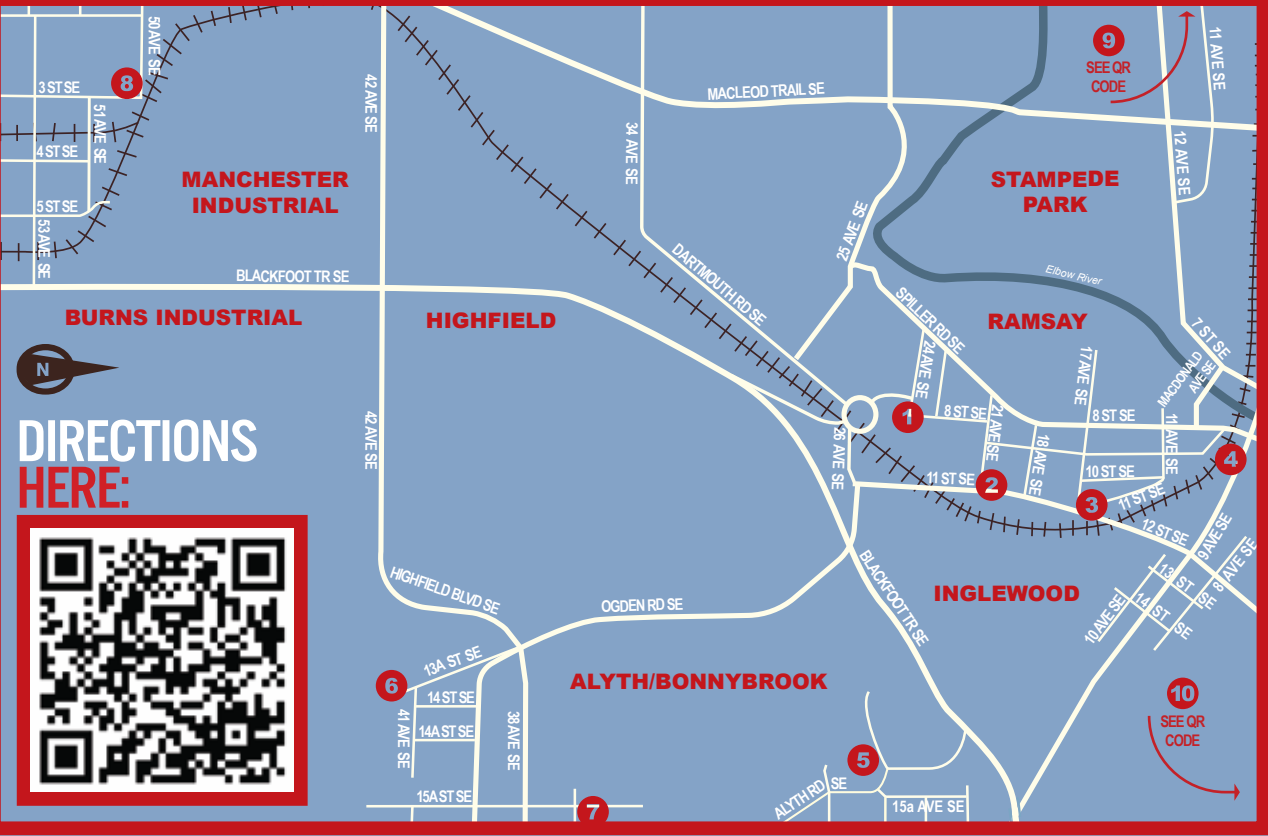 50 AVE SE
8
3 ST SE
51 AVE SE
4 ST SE
5 ST SE
53 AVE SE
42 AVE SE
34 AVE SE
MACLEOD TRAIL SE
9
SEE QR
CODE
11 AVE SE
12 AVE SE
MANCHESTER
INDUSTRIAL
STAMPEDE
PARK
25 AVE SE
DARTMOUTH RD SE
Elbow River
BLACKFOOT TR SE
BURNS INDUSTRIAL
HIGHFIELD
SPILLER RD SE
RAMSAY
7 ST SE
MACDONALD
AVE SE
24 AVE SE
17 AVE SE
N
DIRECTIONS
HERE:
42 AVE SE
1
8 ST SE
21 AVE SE
8 ST SE
11 AVE SE
26 AVE SE
18 AVE SE
4
10 ST SE
11 ST SE
2
3
11 ST SE
12 ST SE
9 AVE SE
8 AVE SE
BLACKFOOT TR SE
INGLEWOOD
13 ST SE
14 ST SE
10 AVE SE
HIGHFIELD BLVD SE
OGDEN RD SE
13A ST SE
6
14 ST SE
41 AVE SE
14A ST SE
38 AVE SE
15A ST SE
7
ALYTH/BONNYBROOK
5
ALYTH RD SE
15a AVE SE
10
SEE QR
CODE